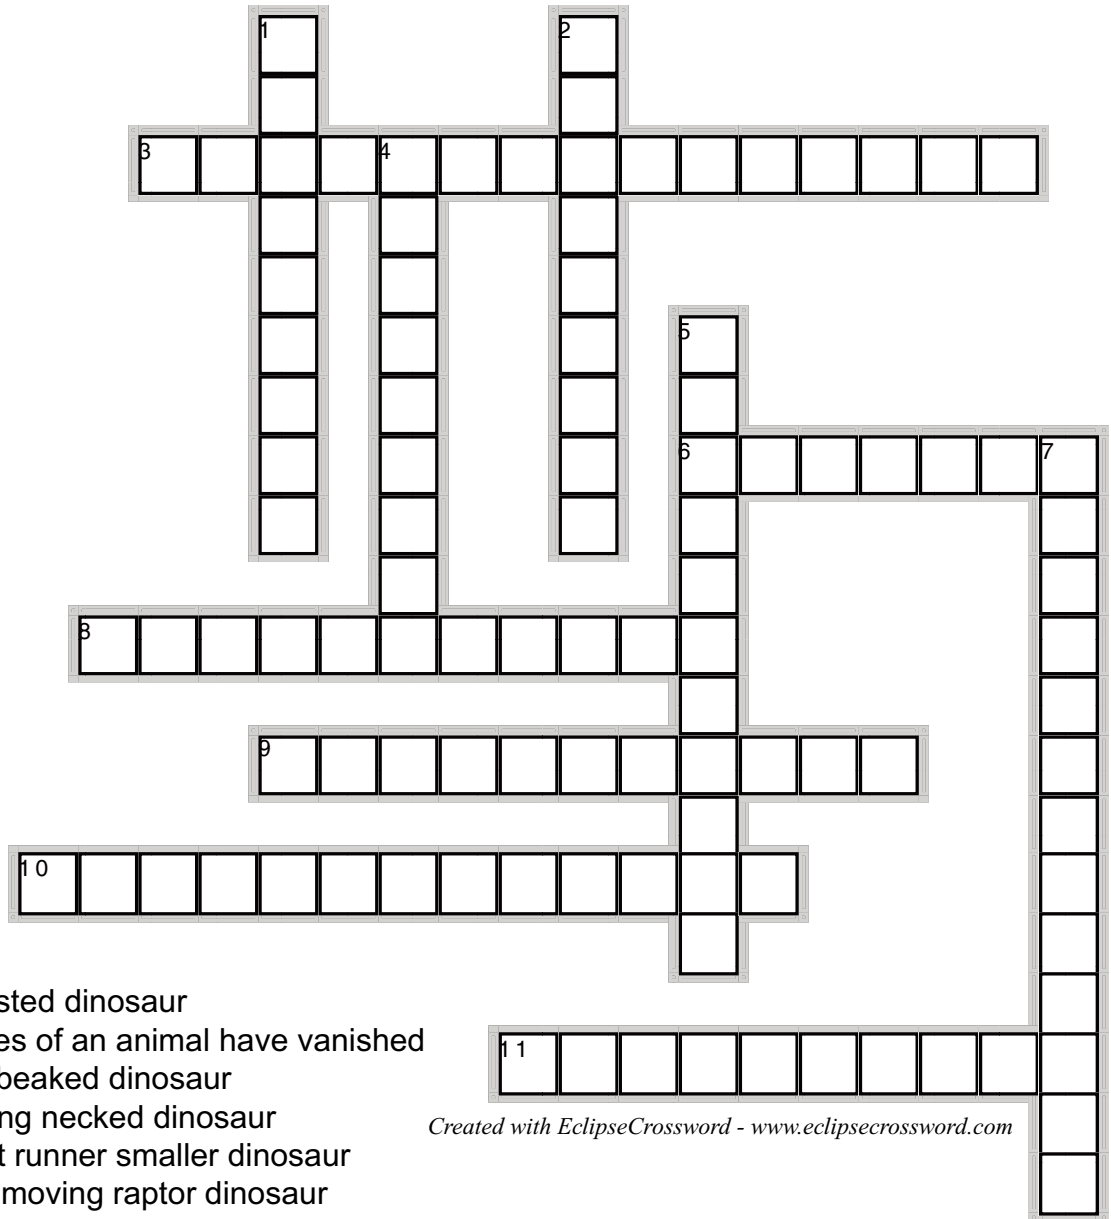 1
2
3
4
5
6
7
8
9
10
11
sted dinosaur
es of an animal have vanished
beaked dinosaur
ng necked dinosaur
t runner smaller dinosaur
moving raptor dinosaur
Created with EclipseCrossword - www.eclipsecrossword.com